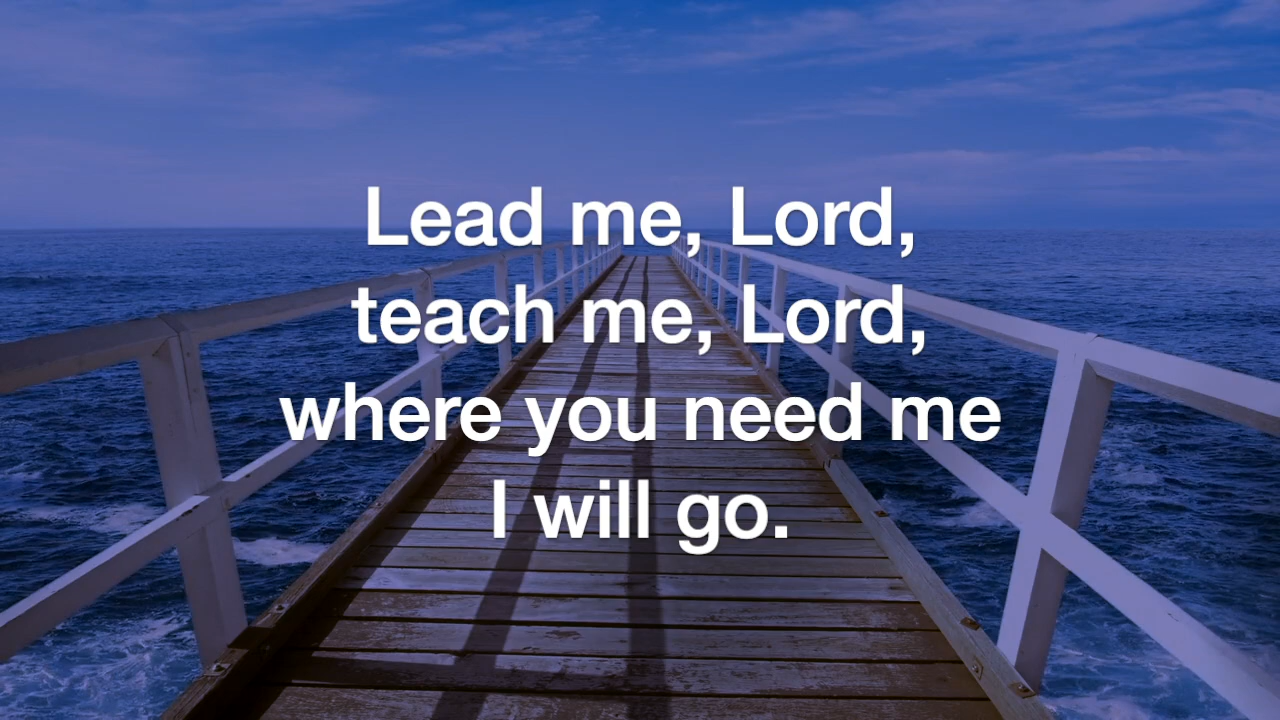 Lead me, Lord,
teach me, Lord,
where you need me
I will go.